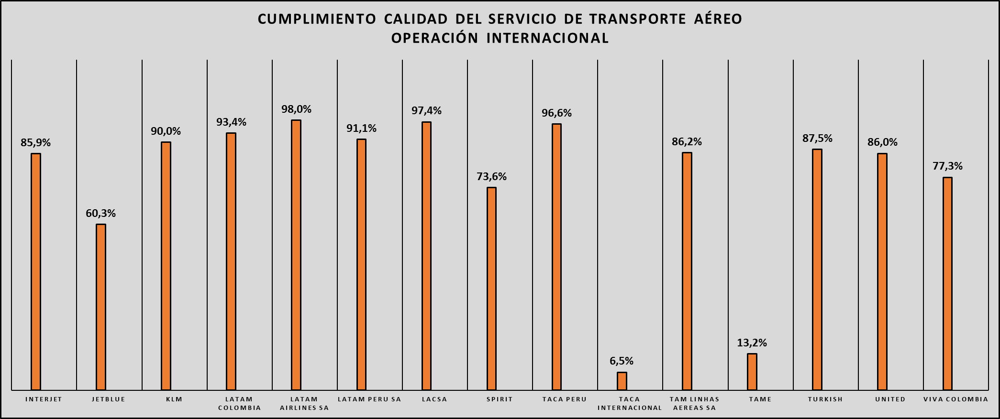 CUMPLIMIENTO CALIDAD DEL SERVICIO DE TRANSPORTE AÉREO
OPERACIÓN INTERNACIONAL
85,9%
60,3%
90,0%
93,4%
98,0%
91,1%
97,4%
73,6%
96,6%
6,5%
86,2%
13,2%
87,5%
86,0%
77,3%
INTERJET
JETBLUE
KLM
LATAM
COLOMBIA
LATAM
AIRLINES SA
LATAM PERU SA
LACSA
SPIRIT
TACA PERU
TACA
INTERNACIONAL
TAM LINHAS
AEREAS SA
TAME
TURKISH
UNITED
VIVA COLOMBIA